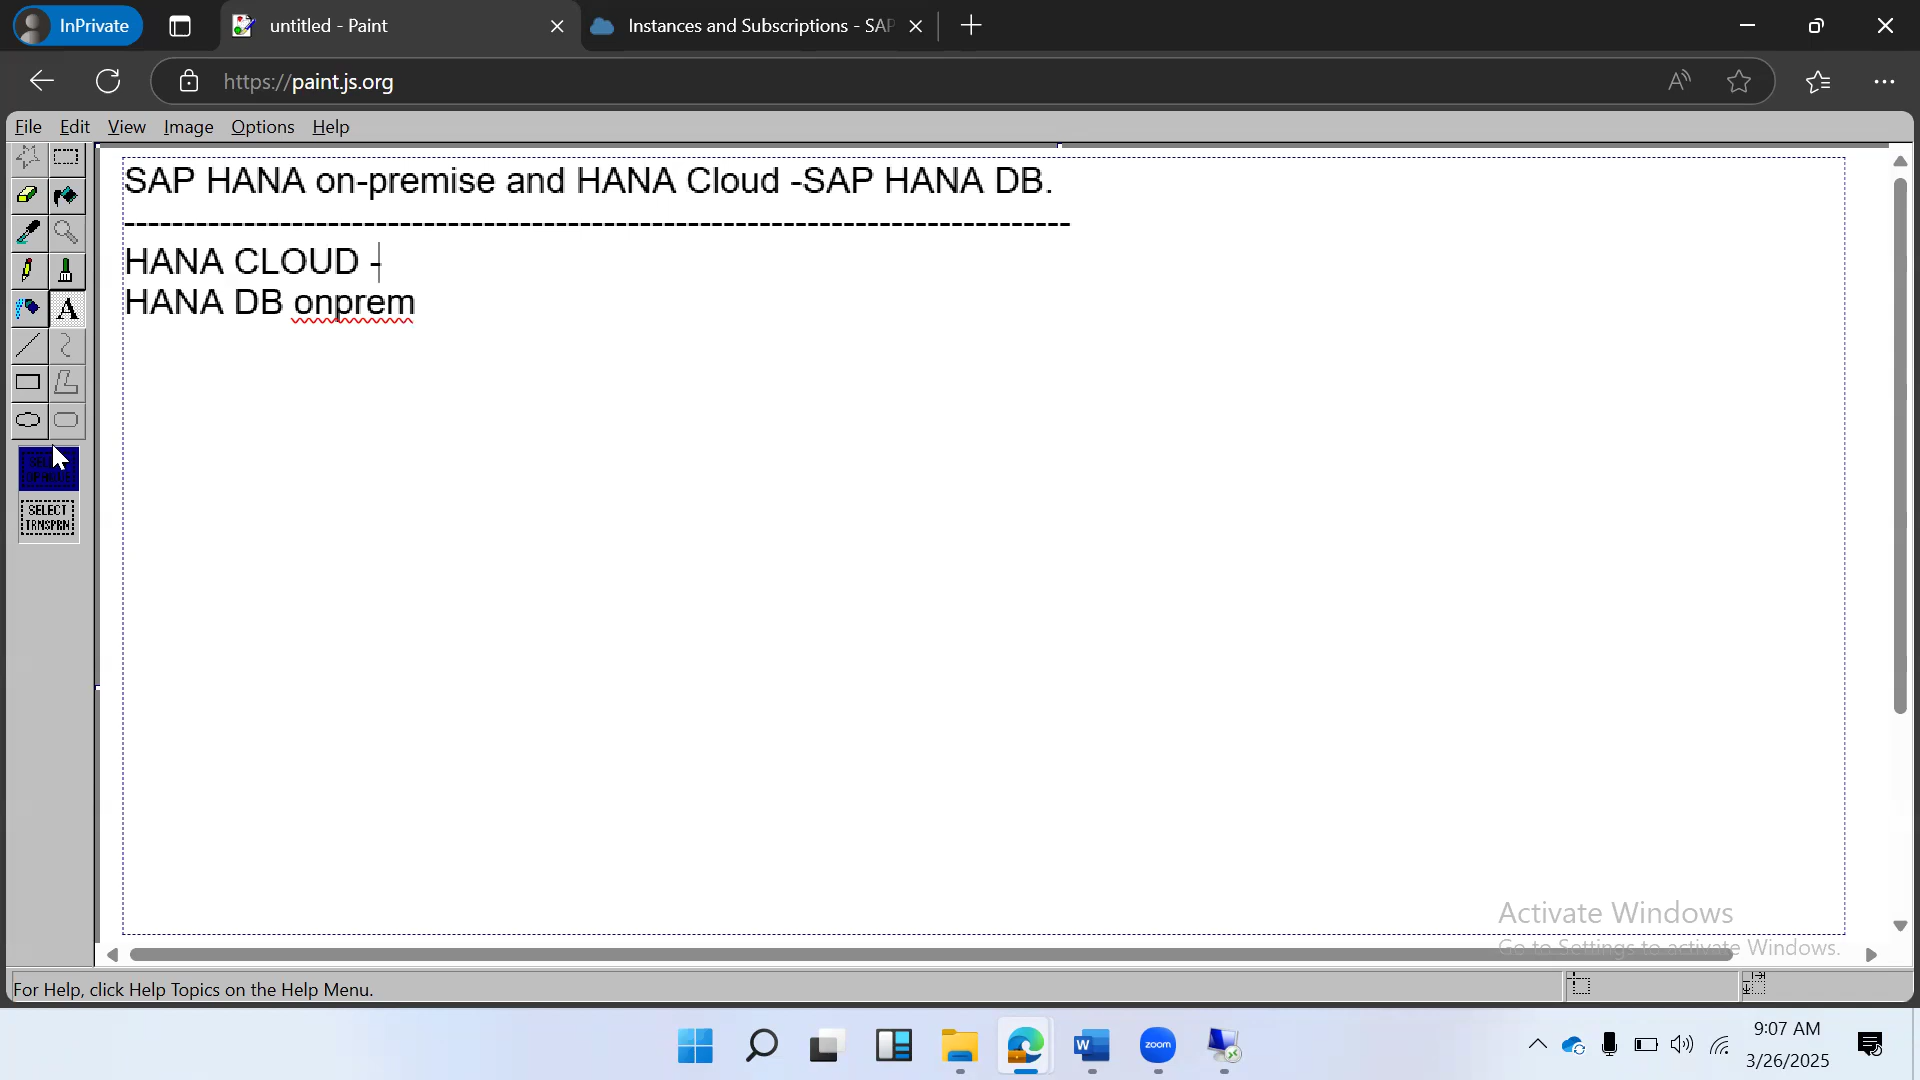 InPrivate
untitled - Paint
Instances and Subscriptions - SAP
https://paint.js.org
File Edit View Image Options Help
SAP HANA on-premise and HANA Cloud -SAP HANA DB.
-------------------------------------------------------------------------------
HANA CLOUD -
HANA DB onprem
SELECT
TRNSPRN
Activate Windows
Go to Settings to activate Windows.
For Help, click Help Topics on the Help Menu.
zoom
9:07 AM
3/26/2025